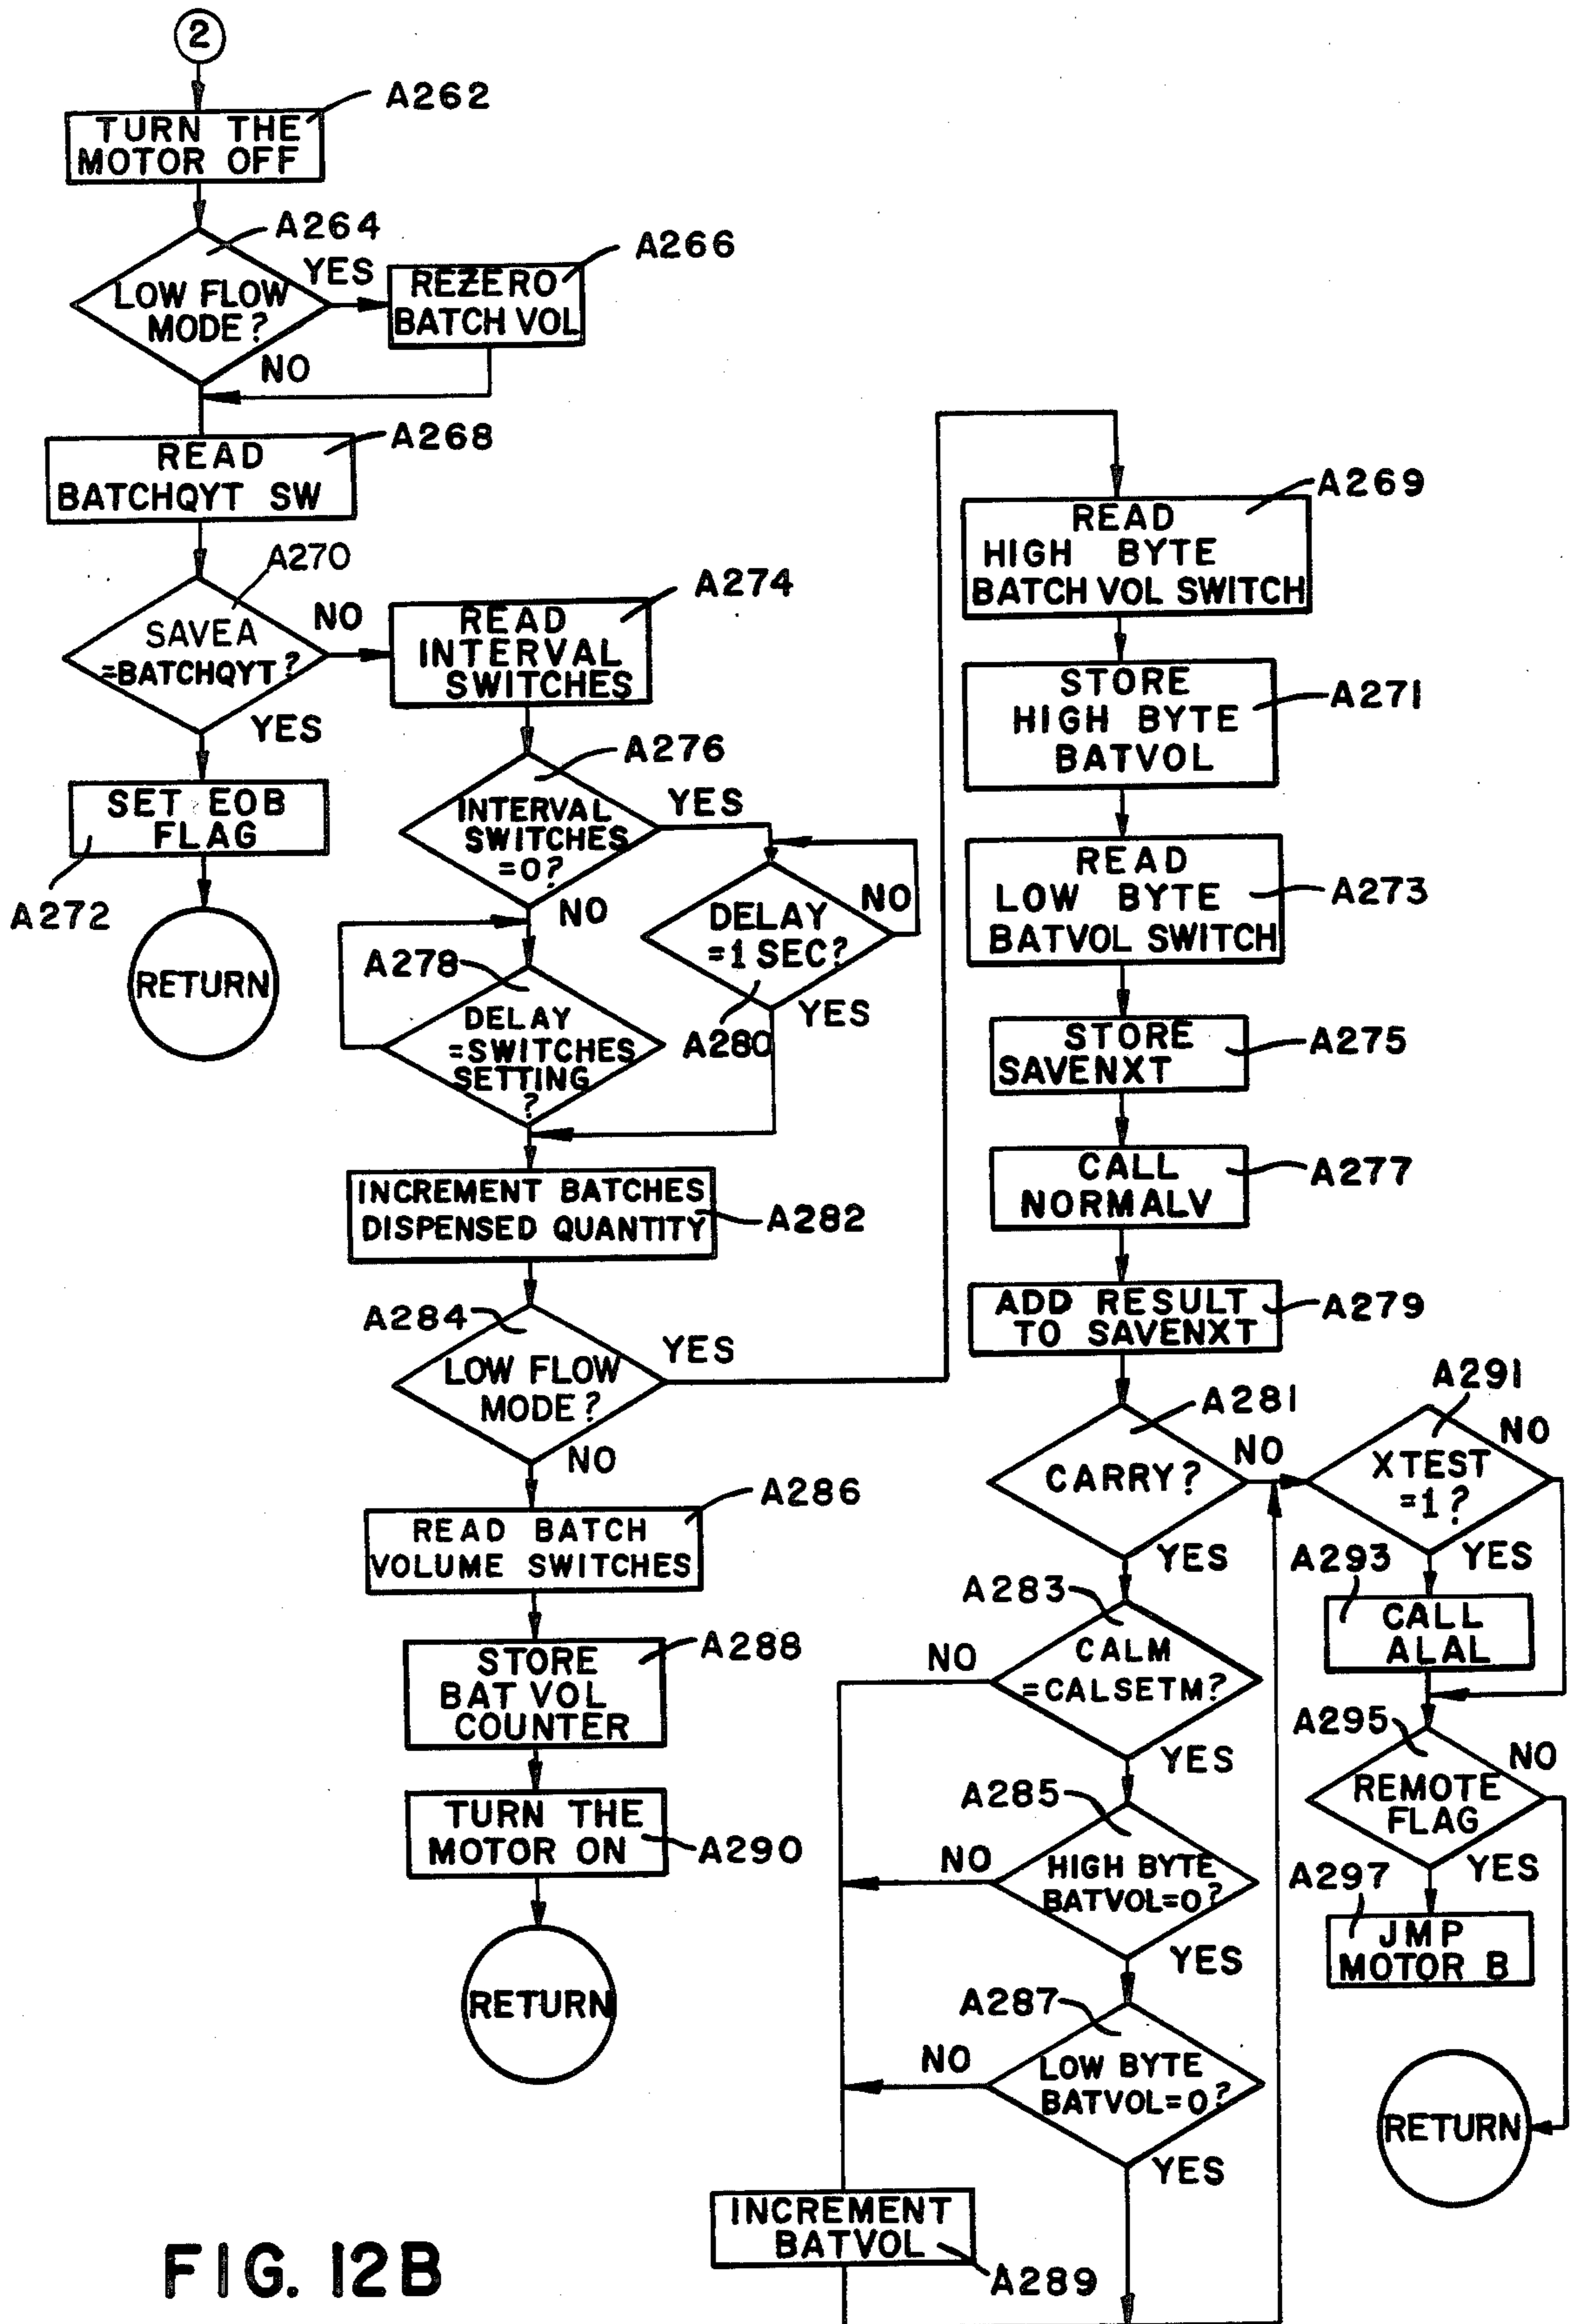 2
A262
TURN THE
MOTOR OFF
A264
YES
LOW FLOW
MODE?
NO
A266
REZERO
BATCH VOL
A268
READ
BATCHQYT SW
A270
NO
SAVEA
=BATCHQYT?
YES
SET EOB
FLAG
A272
RETURN
A274
READ
INTERVAL
SWITCHES
A276
YES
INTERVAL
SWITCHES
=0?
NO
A278
DELAY
=SWITCHES
SETTING
?
NO
DELAY
=1 SEC?
A280
YES
INCREMENT BATCHES
DISPENSED QUANTITY
A282
A284
YES
LOW FLOW
MODE?
NO
A286
READ BATCH
VOLUME SWITCHES
A288
STORE
BAT VOL
COUNTER
TURN THE
MOTOR ON
A290
RETURN
A269
READ
HIGH BYTE
BATCH VOL SWITCH
STORE
HIGH BYTE
BATVOL
A271
READ
LOW BYTE
BATVOL SWITCH
A273
STORE
SAVENXT
A275
CALL
NORMALV
A277
ADD RESULT
TO SAVENXT
A279
A281
NO
CARRY?
YES
A283
NO
CALM
=CALSETM?
YES
A285
NO
HIGH BYTE
BATVOL=0?
YES
A287
NO
LOW BYTE
BATVOL=0?
YES
INCREMENT
BATVOL
A289
A291
NO
XTEST
=1?
YES
A293
CALL
ALAL
A295
NO
REMOTE
FLAG
YES
A297
JMP
MOTOR B
RETURN
FIG. 12B